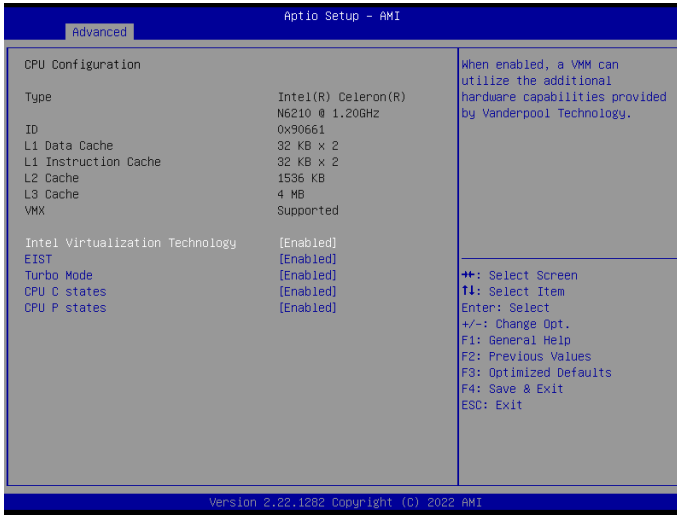 Aptio Setup – AMI
Advanced
CPU Configuration
Type Intel(R) Celeron(R)
N6210 @ 1.20GHz
ID 0x90661
L1 Data Cache 32 KB x 2
L1 Instruction Cache 32 KB x 2
L2 Cache 1536 KB
L3 Cache 4 MB
VMX Supported
Intel Virtualization Technology [Enabled]
EIST [Enabled]
Turbo Mode [Enabled]
CPU C states [Enabled]
CPU P states [Enabled]
When enabled, a VMM can
utilize the additional
hardware capabilities provided
by Vanderpool Technology.
→←: Select Screen
↑↓: Select Item
Enter: Select
+/-: Change Opt.
F1: General Help
F2: Previous Values
F3: Optimized Defaults
F4: Save & Exit
ESC: Exit
Version 2.22.1282 Copyright (C) 2022 AMI